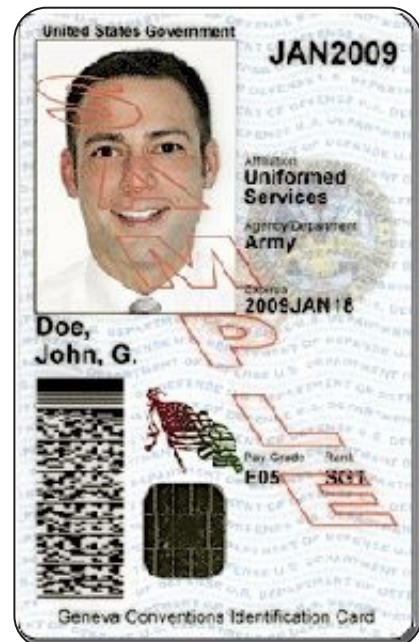 United States Government
JAN2009
Affiliation
Uniformed
Services
Agency/Department
Army
Expires
2009JAN18
Doe,
John, G.
SAMPLE
Pay Grade
Rank
E05
SGT
Geneva Conventions Identification Card